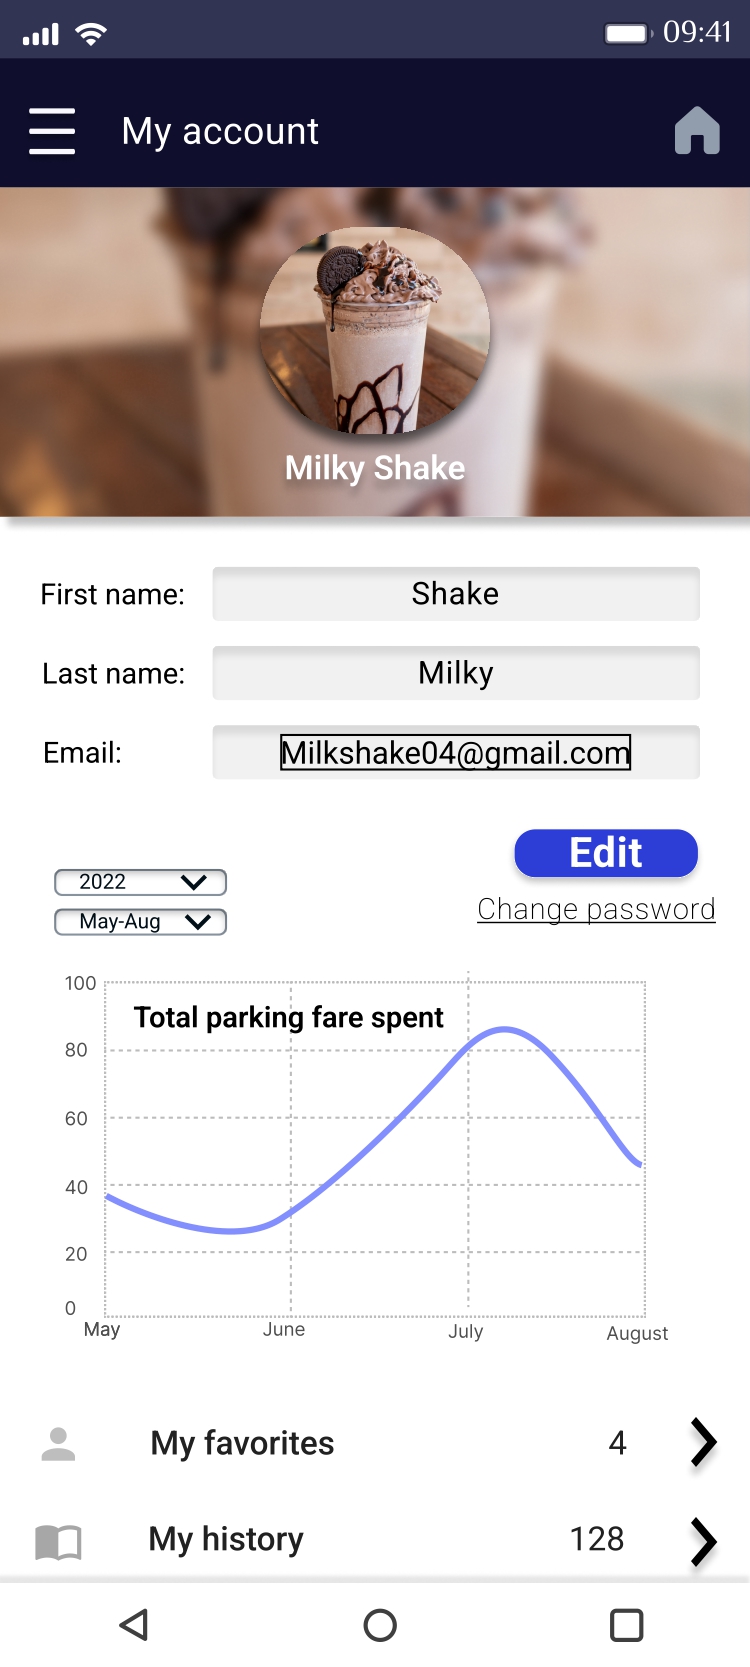 09:41
My account
Milky Shake
First name: Shake
Last name: Milky
Email: Milkshake04@gmail.com
Edit
2022
Change password
May-Aug
100
Total parking fare spent
80
60
40
20
0
May June July August
My favorites 4
My history 128